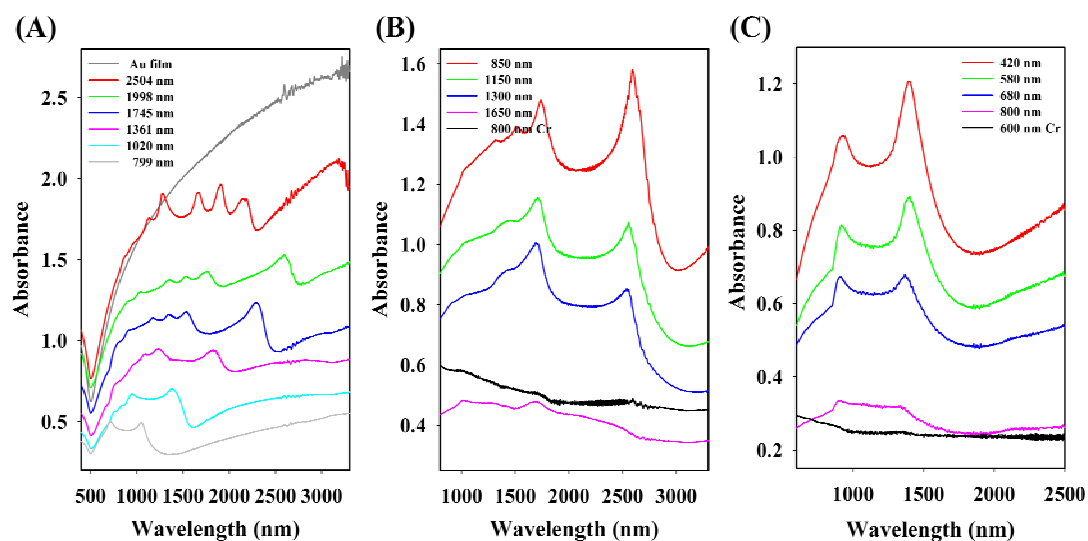 (A)
Au film
2504 nm
1998 nm
1745 nm
1361 nm
1020 nm
799 nm
2.5
2.0
1.5
1.0
0.5
Absorbance
500 1000 1500 2000 2500 3000
Wavelength (nm)
(B)
850 nm
1150 nm
1300 nm
1650 nm
800 nm Cr
1.6
1.4
1.2
1.0
0.8
0.6
0.4
Absorbance
1000 1500 2000 2500 3000
Wavelength (nm)
(C)
420 nm
580 nm
680 nm
800 nm
600 nm Cr
1.2
1.0
0.8
0.6
0.4
0.2
Absorbance
1000 1500 2000 2500
Wavelength (nm)